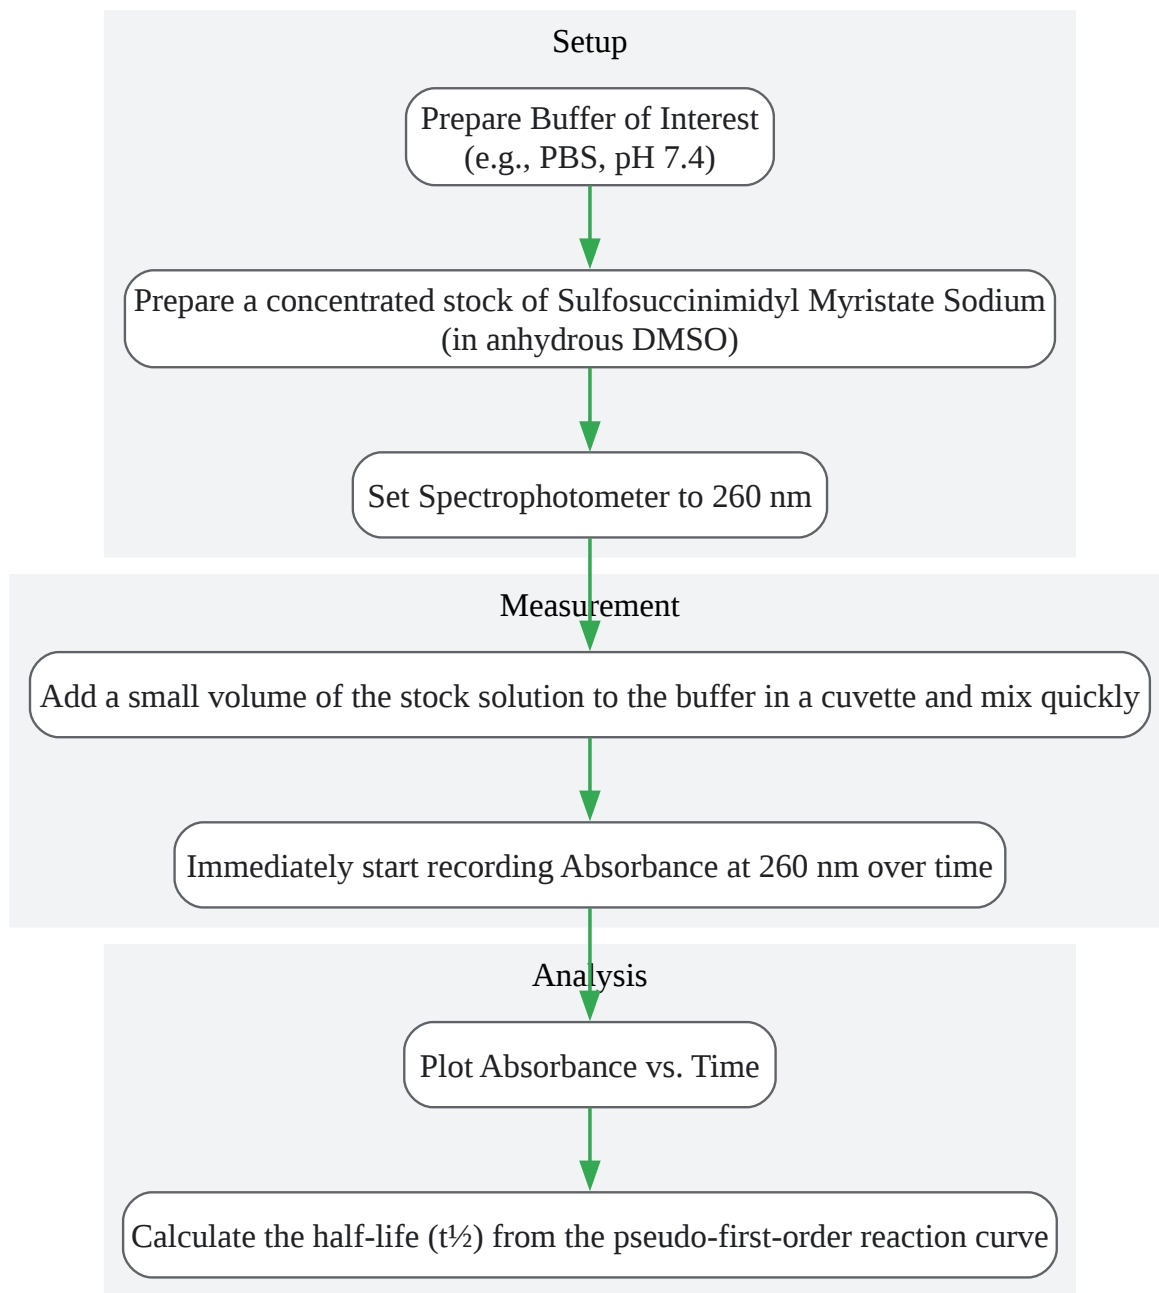 Setup
Prepare Buffer of Interest
(e.g., PBS, pH 7.4)
Prepare a concentrated stock of Sulfosuccinimidyl Myristate Sodium
(in anhydrous DMSO)
Set Spectrophotometer to 260 nm
Measurement
Add a small volume of the stock solution to the buffer in a cuvette and mix quickly
Immediately start recording Absorbance at 260 nm over time
Analysis
Plot Absorbance vs. Time
Calculate the half-life (t½) from the pseudo-first-order reaction curve